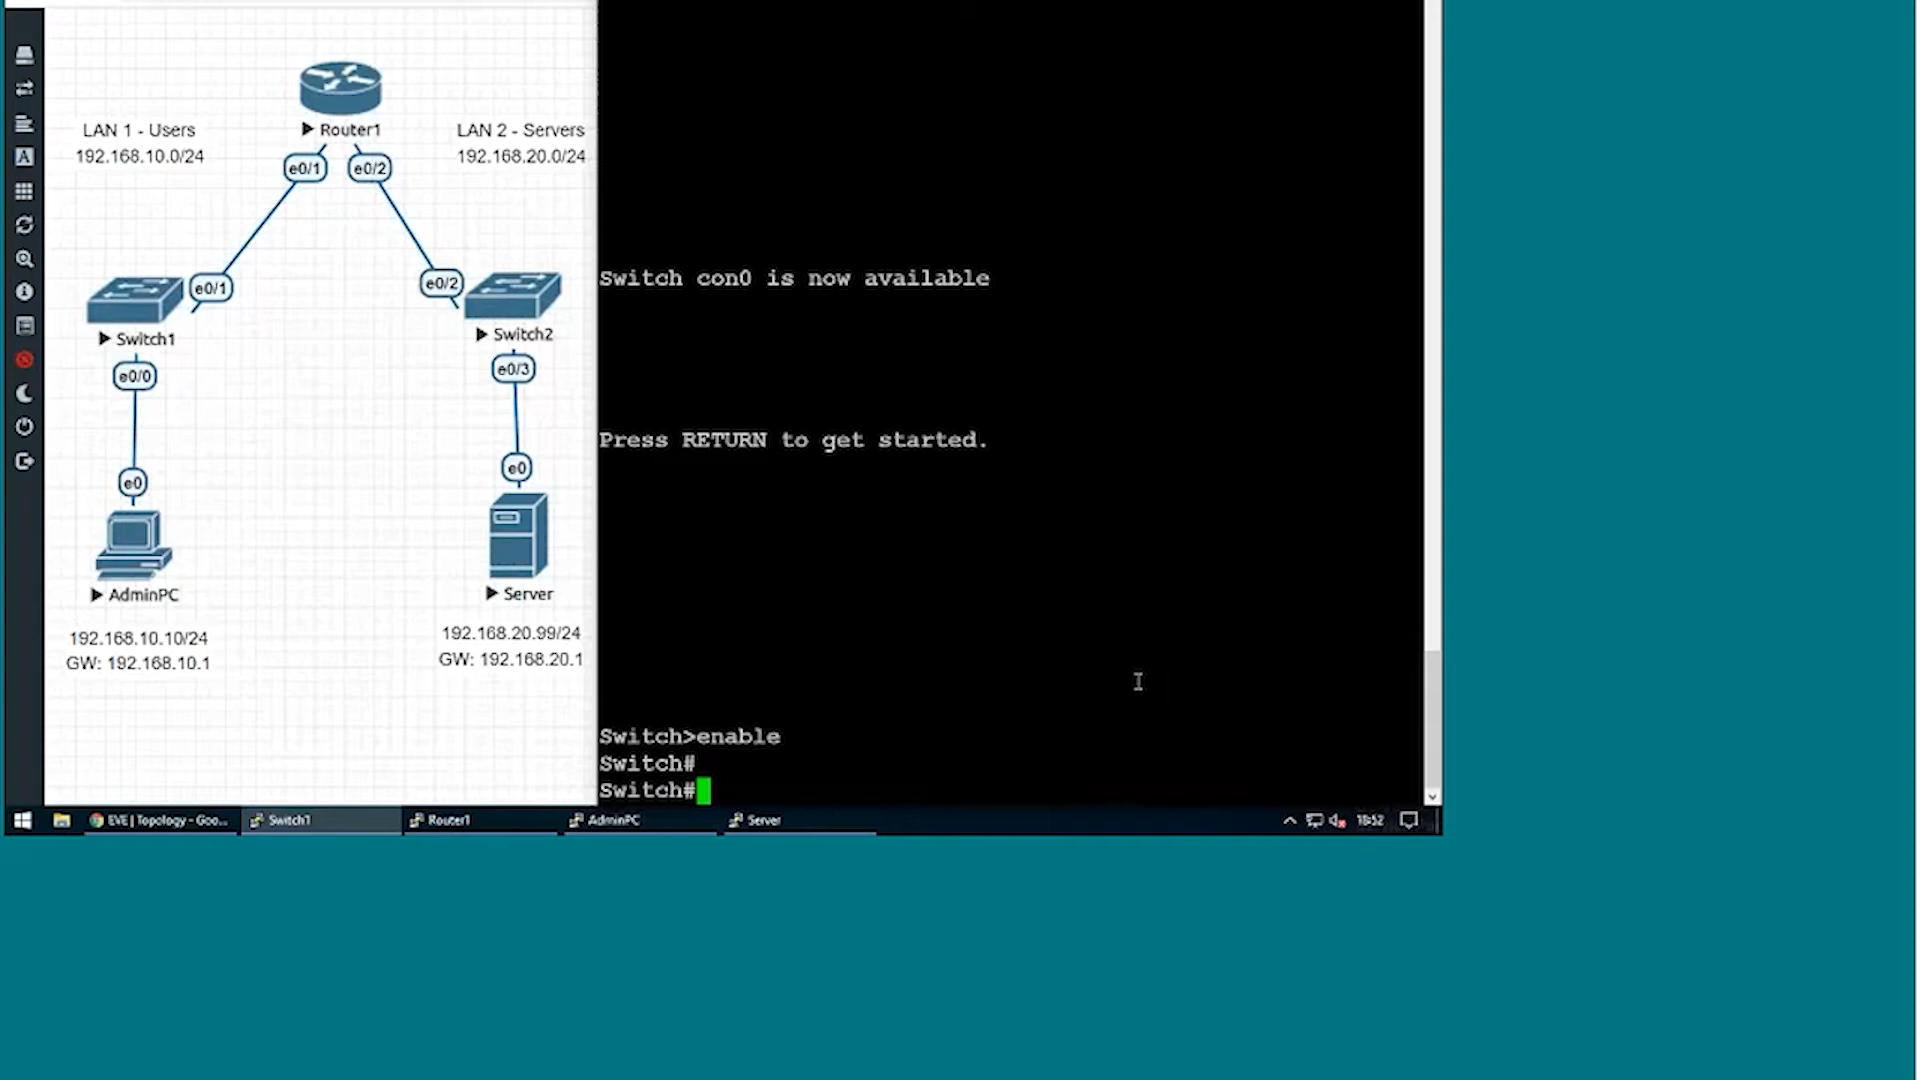 Router1
LAN 1 - Users
192.168.10.0/24
LAN 2 - Servers
192.168.20.0/24
e0/1
e0/2
e0/1
e0/2
Switch1
Switch2
e0/0
e0/3
e0
e0
AdminPC
Server
192.168.10.10/24
GW: 192.168.10.1
192.168.20.99/24
GW: 192.168.20.1
A
Switch con0 is now available
Press RETURN to get started.
Switch>enable
Switch#
Switch#
EVE | Topology - Goo...
Switch1
Router1
AdminPC
Server
18:52